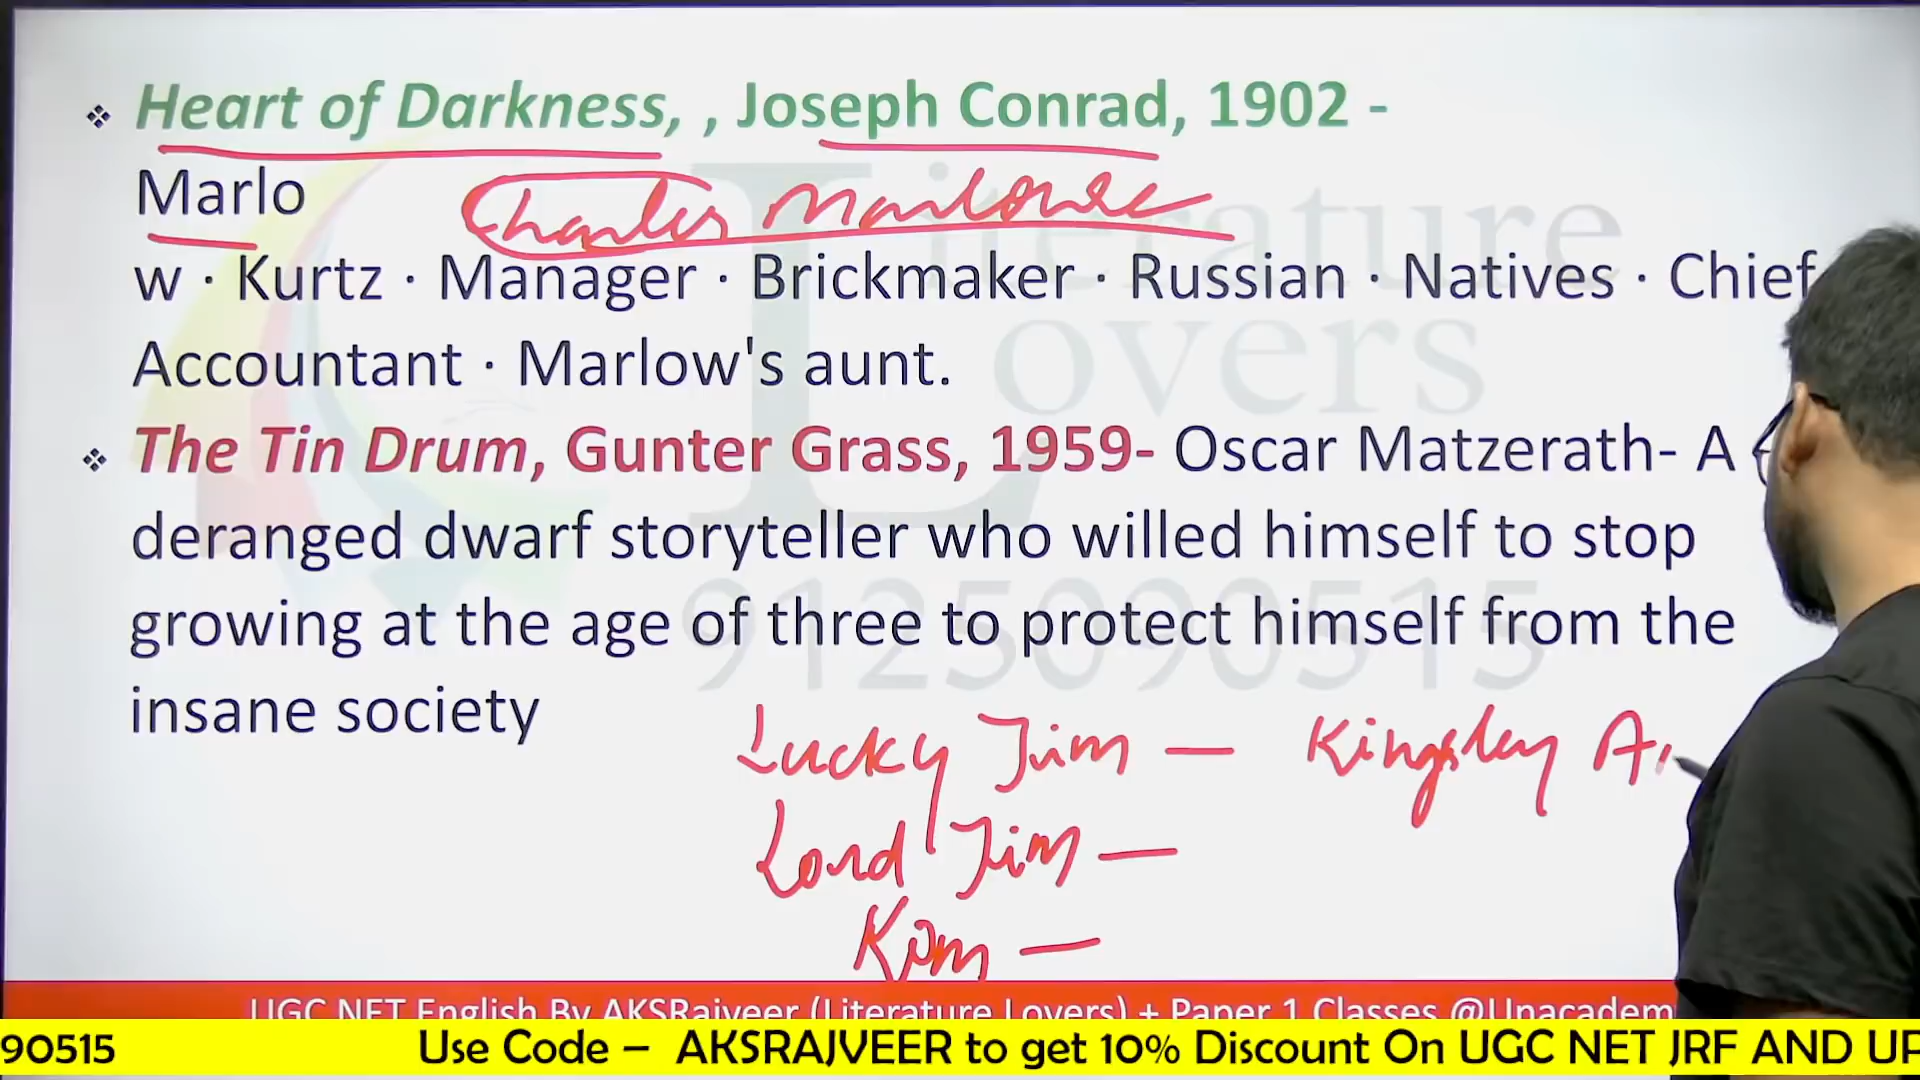 ❖ Heart of Darkness, , Joseph Conrad, 1902 -
Marlo
Charles Marlowe
w · Kurtz · Manager · Brickmaker · Russian · Natives · Chief
Accountant · Marlow's aunt.
❖ The Tin Drum, Gunter Grass, 1959- Oscar Matzerath- A
deranged dwarf storyteller who willed himself to stop
growing at the age of three to protect himself from the
insane society
Literature
Lovers
9125090515
Lucky Jim — Kingsley A
Lord Jim —
Kim —
UGC NET English By AKSRajveer (Literature Lovers) + Paper 1 Classes @Unacadem
90515 Use Code – AKSRAJVEER to get 10% Discount On UGC NET JRF AND UP